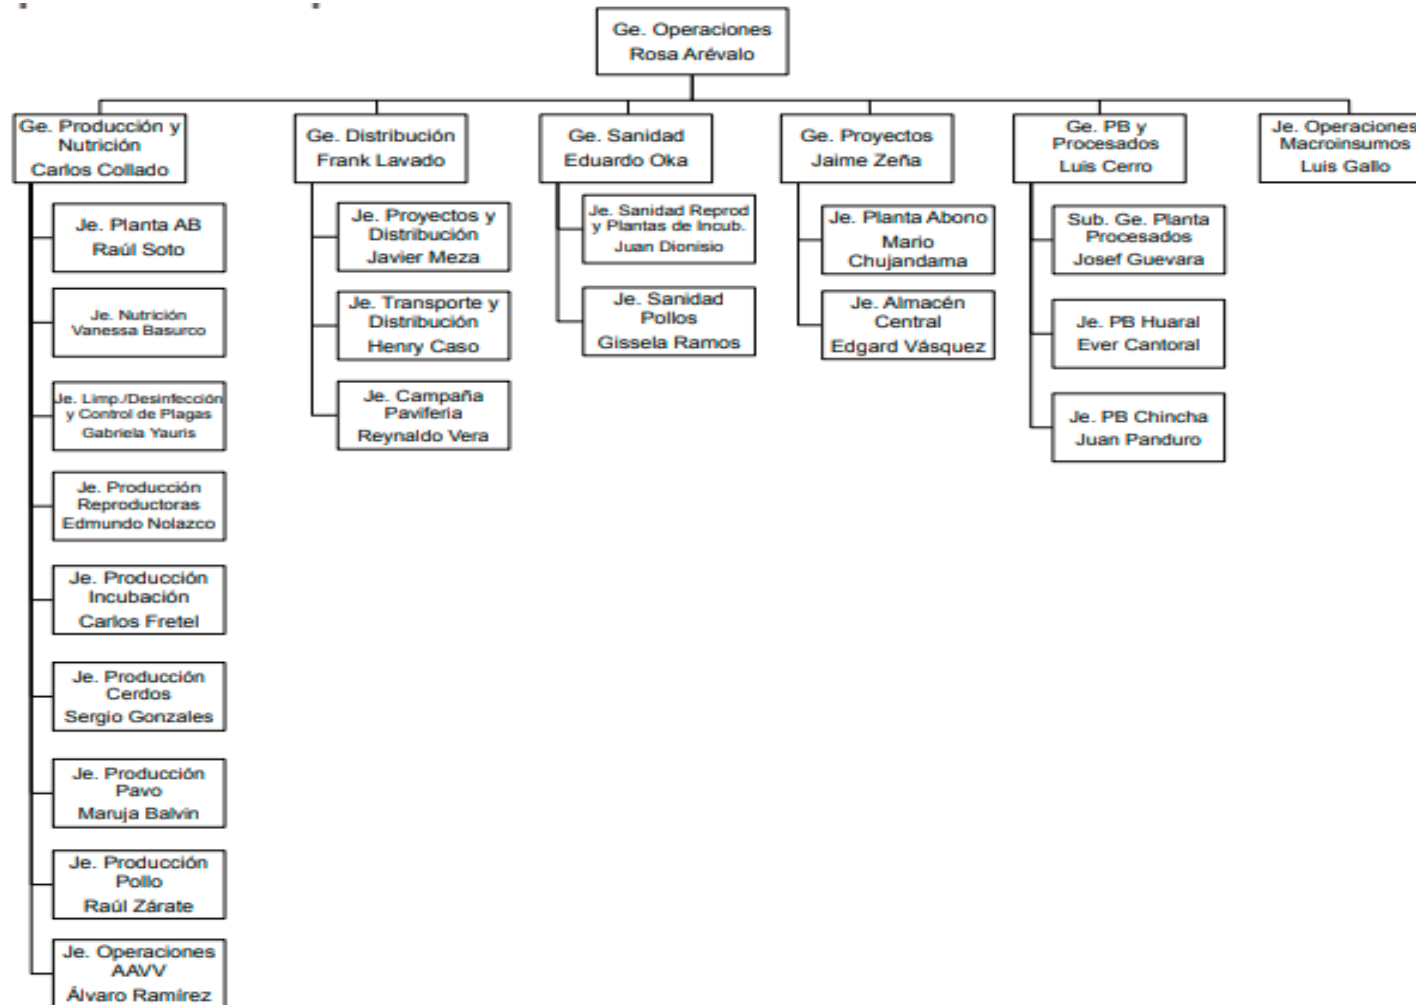 Ge. Operaciones
Rosa Arévalo
Ge. Producción y
Nutrición
Carlos Collado
Je. Planta AB
Raúl Soto
Je. Nutrición
Vanessa Basurco
Je. Limp./Desinfección
y Control de Plagas
Gabriela Yauris
Je. Producción
Reproductoras
Edmundo Nolazco
Je. Producción
Incubación
Carlos Fretel
Je. Producción
Cerdos
Sergio Gonzales
Je. Producción
Pavo
Maruja Balvin
Je. Producción
Pollo
Raúl Zárate
Je. Operaciones
AAVV
Álvaro Ramírez
Ge. Distribución
Frank Lavado
Je. Proyectos y
Distribución
Javier Meza
Je. Transporte y
Distribución
Henry Caso
Je. Campaña
Paviferia
Reynaldo Vera
Ge. Sanidad
Eduardo Oka
Je. Sanidad Reprod
y Plantas de Incub.
Juan Dionisio
Je. Sanidad
Pollos
Gissela Ramos
Ge. Proyectos
Jaime Zeña
Je. Planta Abono
Mario
Chujandama
Je. Almacén
Central
Edgard Vásquez
Ge. PB y
Procesados
Luis Cerro
Sub. Ge. Planta
Procesados
Josef Guevara
Je. PB Huaral
Ever Cantoral
Je. PB Chincha
Juan Panduro
Je. Operaciones
Macroinsumos
Luis Gallo